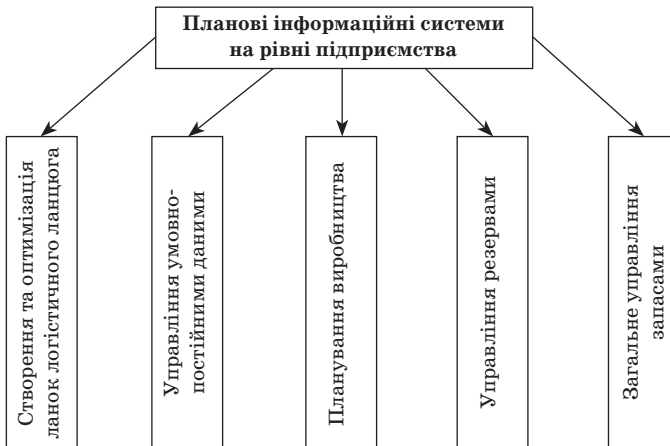 Планові інформаційні системи
на рівні підприємства
Створення та оптимізація
ланок логістичного ланцюга
Управління умовно-
постійними даними
Планування виробництва
Управління резервами
Загальне управління
запасами